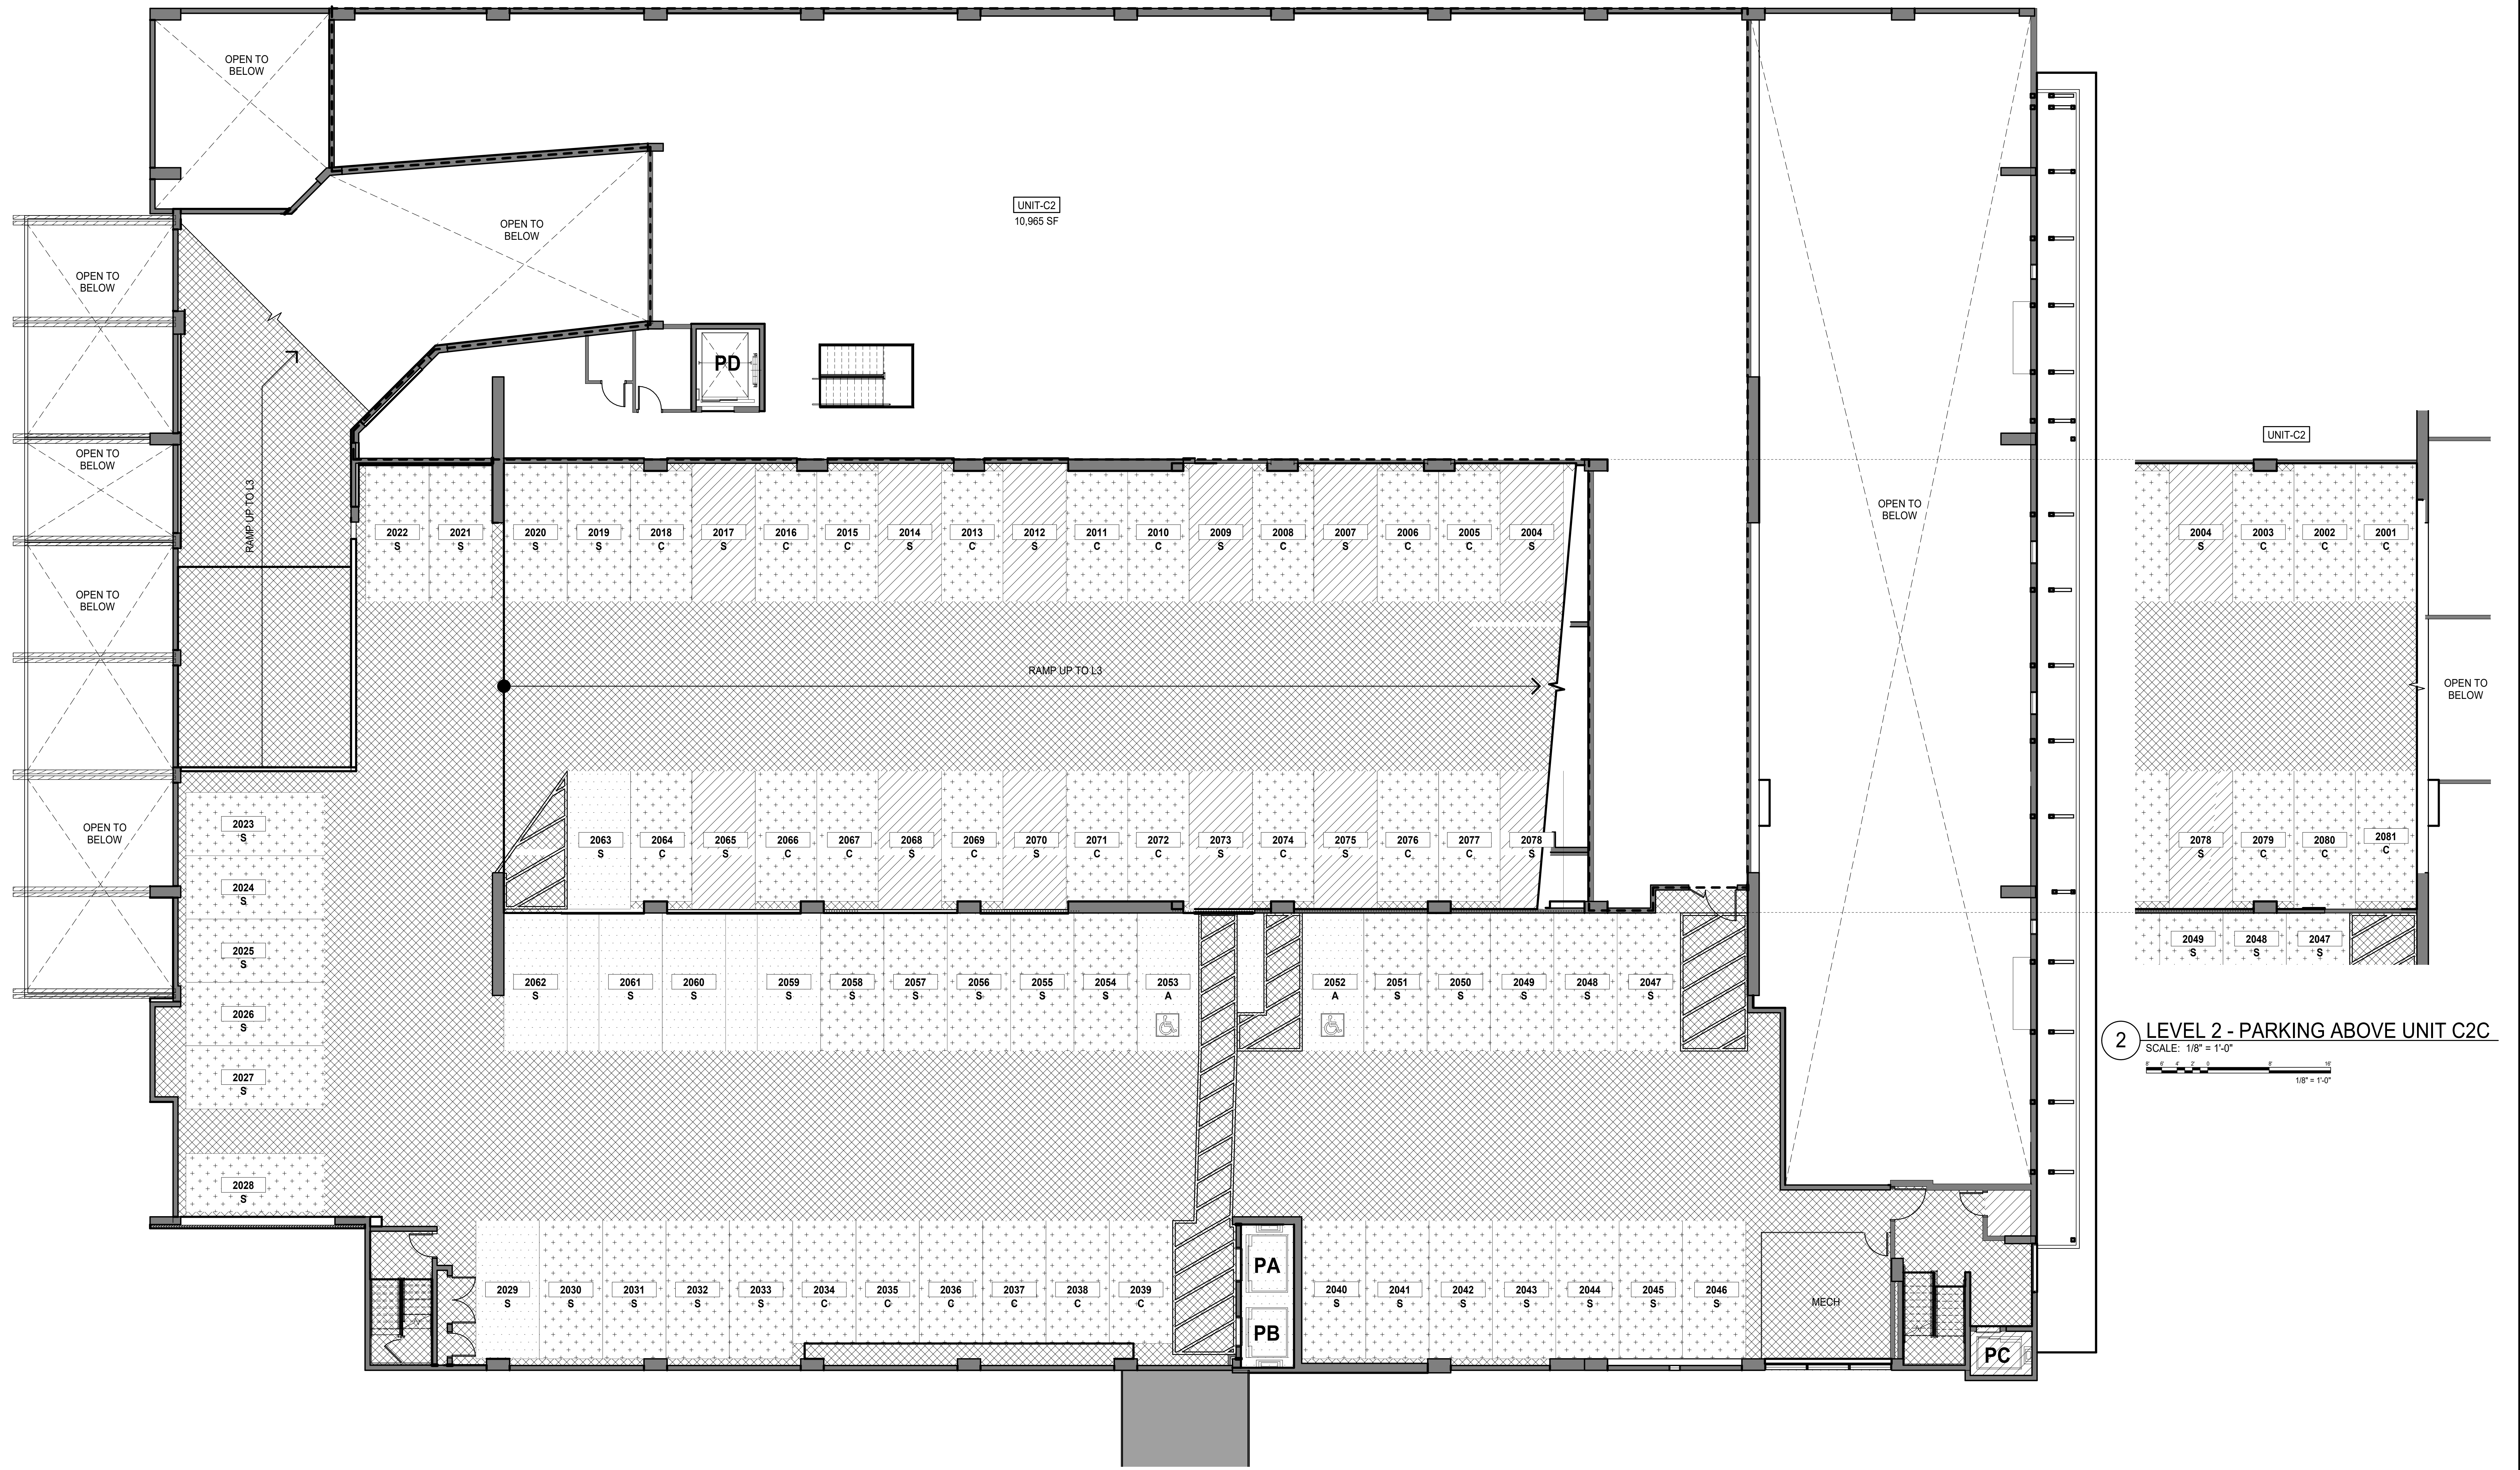 OPEN TO
BELOW
OPEN TO
BELOW
UNIT-C2
10,965 SF
OPEN TO
BELOW
PD
OPEN TO
BELOW
RAMP UP TO L3
OPEN TO
BELOW
OPEN TO
BELOW
OPEN TO
BELOW
2022
S
2021
S
2020
S
2019
S
2018
C
2017
S
2016
C
2015
C
2014
S
2013
C
2012
S
2011
C
2010
C
2009
S
2008
C
2007
S
2006
C
2005
C
2004
S
RAMP UP TO L3
2023
S
2024
S
2025
S
2026
S
2027
S
2028
S
2063
S
2064
C
2065
S
2066
C
2067
C
2068
S
2069
C
2070
S
2071
C
2072
C
2073
S
2074
C
2075
S
2076
C
2077
C
2078
S
2062
S
2061
S
2060
S
2059
S
2058
S
2057
S
2056
S
2055
S
2054
S
2053
A
2052
A
2051
S
2050
S
2049
S
2048
S
2047
S
2029
S
2030
S
2031
S
2032
S
2033
S
2034
C
2035
C
2036
C
2037
C
2038
C
2039
C
PA
PB
2040
S
2041
S
2042
S
2043
S
2044
S
2045
S
2046
S
MECH
PC
UNIT-C2
2004
S
2003
C
2002
C
2001
C
OPEN TO
BELOW
2078
S
2079
C
2080
C
2081
C
2049
S
2048
S
2047
S
2
LEVEL 2 - PARKING ABOVE UNIT C2C
SCALE: 1/8" = 1'-0"
8' 6' 4' 2' 0 8' 16'
1/8" = 1'-0"